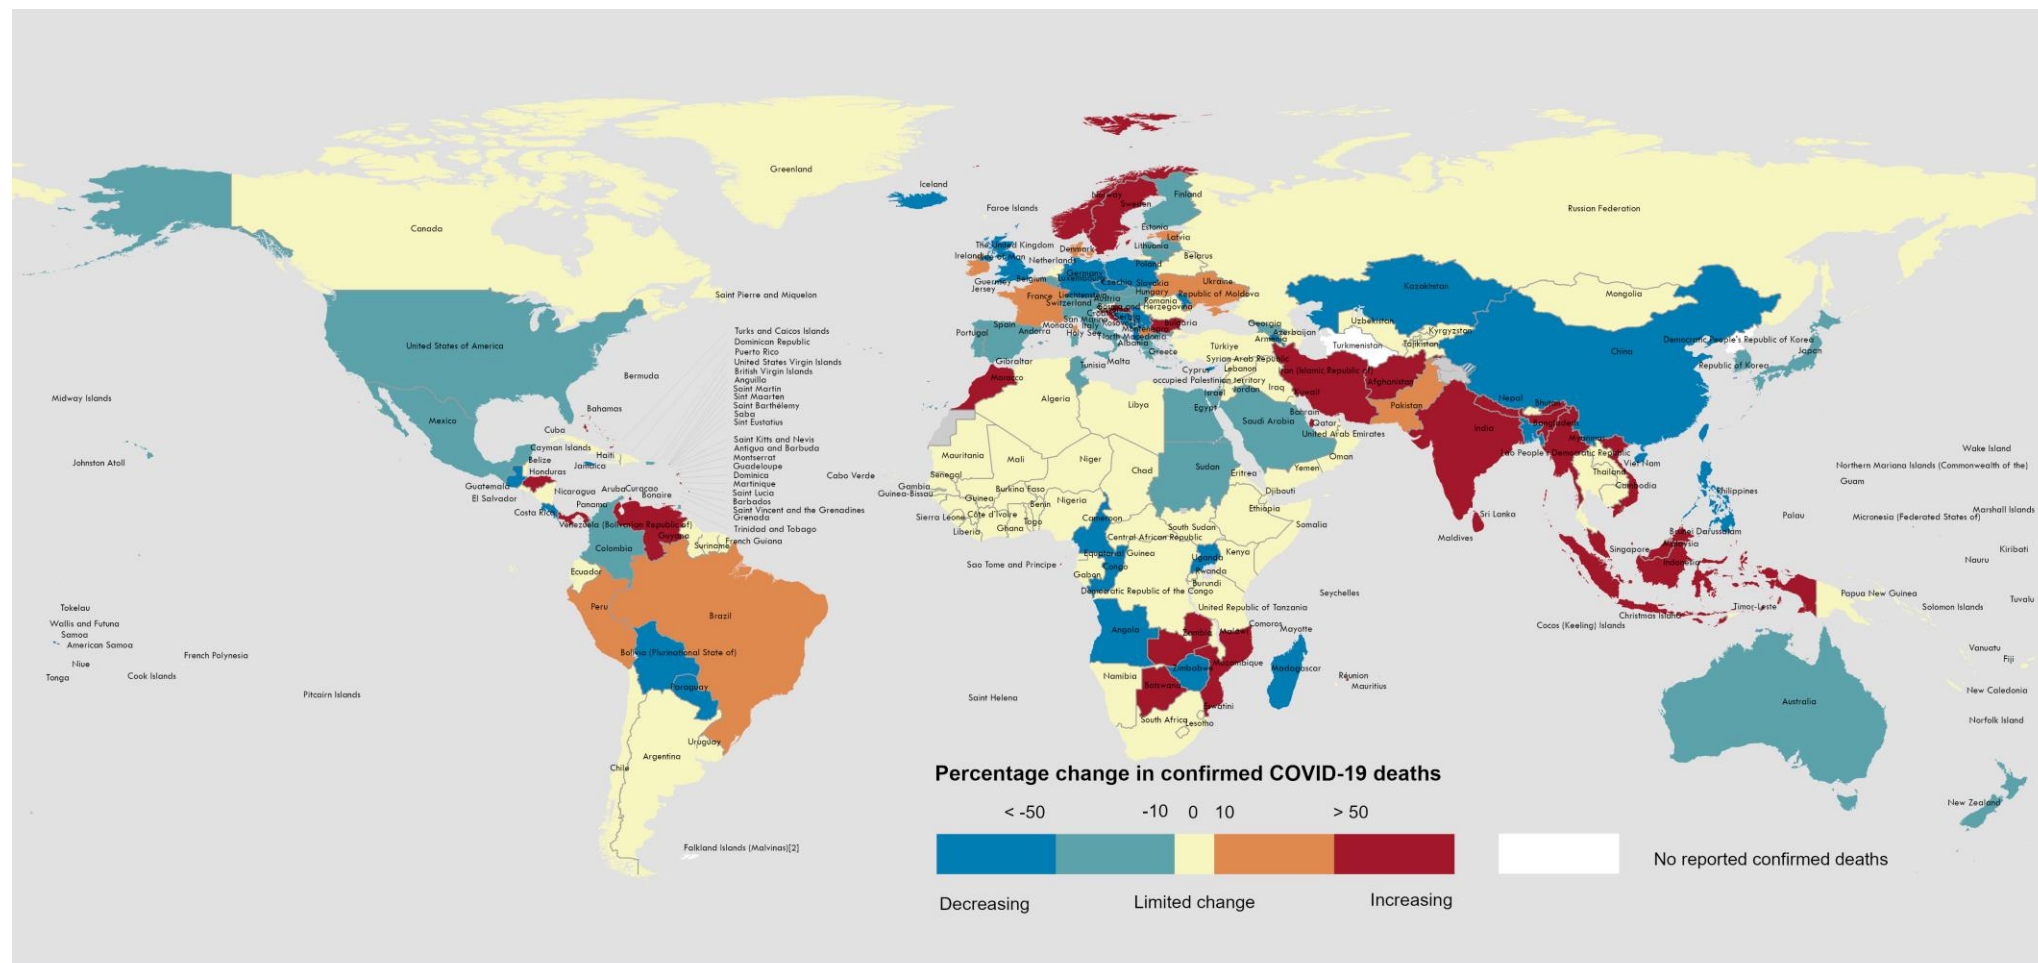 Greenland
Iceland
Faroe Islands
Norway
Sweden
Finland
Russian Federation
Canada
Estonia
Latvia
The United Kingdom
Denmark
Lithuania
Ireland
Isle of Man
Netherlands
Belarus
Poland
Germany
Guernsey
Belgium
Luxembourg
Czechia
Slovakia
Ukraine
Kazakhstan
Jersey
Saint Pierre and Miquelon
France
Liechtenstein
Austria
Hungary
Republic of Moldova
Mongolia
Switzerland
Romania
Bosnia and Herzegovina
San Marino
Serbia
Uzbekistan
Turks and Caicos Islands
Spain
Monaco
Italy
Kosovo
Montenegro
Bulgaria
Georgia
Azerbaijan
Kyrgyzstan
Portugal
Andorra
Holy See
North Macedonia
Armenia
Tajikistan
Democratic People's Republic of Korea
Dominican Republic
Albania
Türkiye
Turkmenistan
China
Japan
United States of America
Puerto Rico
Greece
Gibraltar
Malta
Tunisia
Syrian Arab Republic
Republic of Korea
United States Virgin Islands
British Virgin Islands
Cyprus
Lebanon
Iran (Islamic Republic of)
Bermuda
Anguilla
Morocco
occupied Palestinian territory
Afghanistan
Saint Martin
Israel
Jordan
Iraq
Kuwait
Midway Islands
Sint Maarten
Algeria
Libya
Egypt
Nepal
Bhutan
Bahamas
Saint Barthélemy
Bahrain
Pakistan
Saba
Mexico
Sint Eustatius
Saudi Arabia
Qatar
India
Bangladesh
Cuba
United Arab Emirates
Myanmar
Saint Kitts and Nevis
Cayman Islands
Antigua and Barbuda
Wake Island
Haiti
Mauritania
Mali
Niger
Oman
Lao People's Democratic Republic
Belize
Jamaica
Montserrat
Chad
Sudan
Viet Nam
Johnston Atoll
Honduras
Guadeloupe
Yemen
Thailand
Northern Mariana Islands (Commonwealth of the)
Dominica
Cabo Verde
Senegal
Eritrea
Guatemala
Nicaragua
Aruba
Curacao
Martinique
Gambia
Burkina Faso
Cambodia
Guam
El Salvador
Bonaire
Saint Lucia
Guinea-Bissau
Guinea
Benin
Nigeria
Djibouti
Philippines
Panama
Barbados
Ethiopia
Costa Rica
Saint Vincent and the Grenadines
Sierra Leone
Côte d'Ivoire
Togo
Cameroon
Sri Lanka
Palau
Marshall Islands
Grenada
Ghana
Micronesia (Federated States of)
Venezuela (Bolivarian Republic of)
Trinidad and Tobago
Liberia
South Sudan
Somalia
Brunei Darussalam
Guyana
French Guiana
Central African Republic
Maldives
Malaysia
Colombia
Suriname
Equatorial Guinea
Uganda
Kenya
Singapore
Kiribati
Sao Tome and Principe
Congo
Indonesia
Nauru
Ecuador
Gabon
Rwanda
Burundi
Democratic Republic of the Congo
Seychelles
Papua New Guinea
Tokelau
Peru
Brazil
United Republic of Tanzania
Timor-Leste
Solomon Islands
Tuvalu
Wallis and Futuna
Christmas Island
Samoa
Angola
Zambia
Malawi
Comoros
Mayotte
Cocos (Keeling) Islands
American Samoa
Bolivia (Plurinational State of)
Vanuatu
French Polynesia
Mozambique
Fiji
Niue
Zimbabwe
Madagascar
Tonga
Cook Islands
Namibia
Réunion
Paraguay
Botswana
Mauritius
New Caledonia
Pitcairn Islands
Saint Helena
Australia
Eswatini
South Africa
Lesotho
Norfolk Island
Uruguay
Argentina
Chile
New Zealand
Falkland Islands (Malvinas)[2]
Percentage change in confirmed COVID-19 deaths
< -50 -10 0 10 > 50
No reported confirmed deaths
Decreasing Limited change Increasing